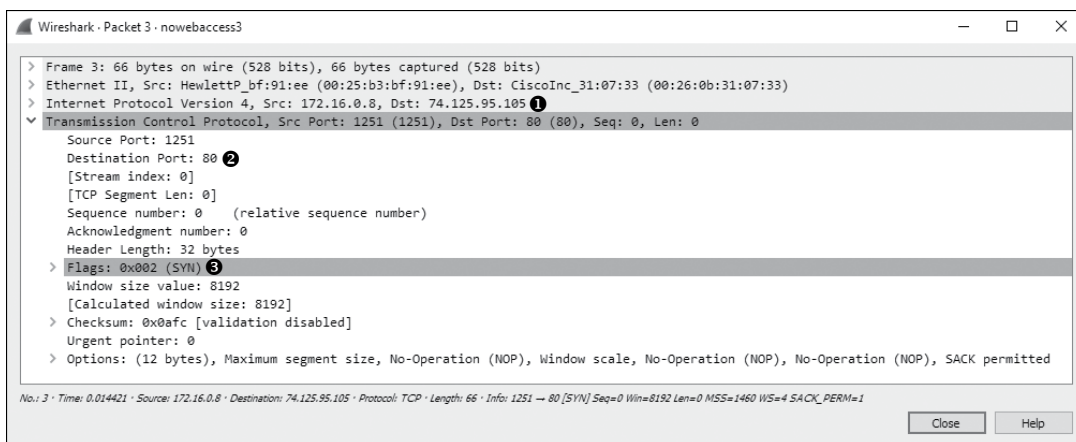 Wireshark · Packet 3 · nowebaccess3
> Frame 3: 66 bytes on wire (528 bits), 66 bytes captured (528 bits)
> Ethernet II, Src: HewlettP_bf:91:ee (00:25:b3:bf:91:ee), Dst: CiscoInc_31:07:33 (00:26:0b:31:07:33)
> Internet Protocol Version 4, Src: 172.16.0.8, Dst: 74.125.95.105 ❶
Transmission Control Protocol, Src Port: 1251 (1251), Dst Port: 80 (80), Seq: 0, Len: 0
Source Port: 1251
Destination Port: 80 ❷
[Stream index: 0]
[TCP Segment Len: 0]
Sequence number: 0    (relative sequence number)
Acknowledgment number: 0
Header Length: 32 bytes
> Flags: 0x002 (SYN) ❸
Window size value: 8192
[Calculated window size: 8192]
> Checksum: 0x0afc [validation disabled]
Urgent pointer: 0
> Options: (12 bytes), Maximum segment size, No-Operation (NOP), Window scale, No-Operation (NOP), No-Operation (NOP), SACK permitted
No.: 3 · Time: 0.014421 · Source: 172.16.0.8 · Destination: 74.125.95.105 · Protocol: TCP · Length: 66 · Info: 1251 → 80 [SYN] Seq=0 Win=8192 Len=0 MSS=1460 WS=4 SACK_PERM=1
Close Help